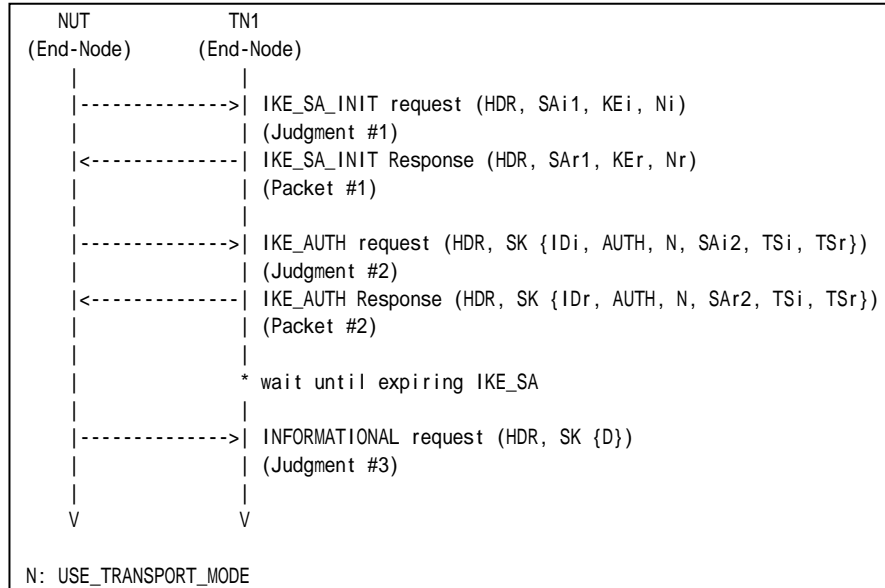 NUT TN1
(End-Node) (End-Node)
| |
|-------------->| IKE_SA_INIT request (HDR, SAi1, KEi, Ni)
| | (Judgment #1)
|<--------------| IKE_SA_INIT Response (HDR, SAr1, KEr, Nr)
| | (Packet #1)
| |
|-------------->| IKE_AUTH request (HDR, SK {IDi, AUTH, N, SAi2, TSi, TSr})
| | (Judgment #2)
|<--------------| IKE_AUTH Response (HDR, SK {IDr, AUTH, N, SAr2, TSi, TSr})
| | (Packet #2)
| |
| * wait until expiring IKE_SA
| |
|-------------->| INFORMATIONAL request (HDR, SK {D})
| | (Judgment #3)
| |
V V
N: USE_TRANSPORT_MODE